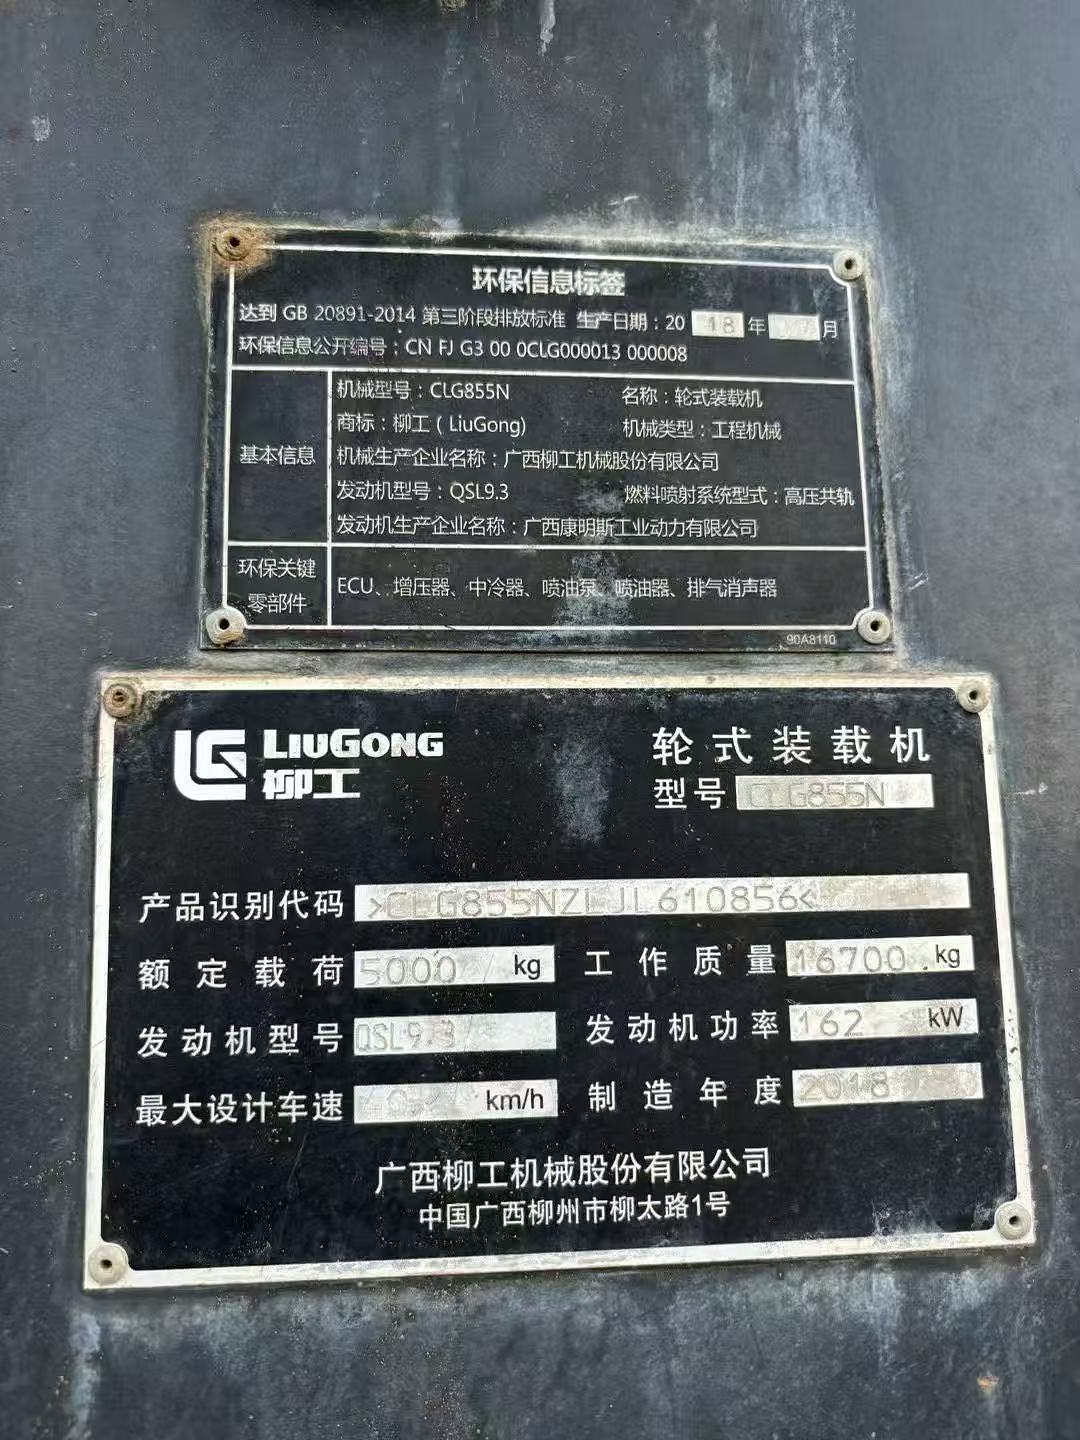 环保信息标签
达到 GB 20891-2014 第三阶段排放标准 生产日期：20 18 年 月
环保信息公开编号：CN FJ G3 00 0CLG000013 000008
基本信息
机械型号：CLG855N 名称：轮式装载机
商标：柳工（LiuGong) 机械类型：工程机械
机械生产企业名称：广西柳工机械股份有限公司
发动机型号：QSL9.3 燃料喷射系统型式：高压共轨
发动机生产企业名称：广西康明斯工业动力有限公司
环保关键
零部件
ECU、增压器、中冷器、喷油泵、喷油器、排气消声器
90A8110
LIUGONG
柳工
轮式装载机
型号 CLG855N
产品识别代码 >CLG855NZLJL610856<
额定载荷 5000 kg 工作质量 16700 kg
发动机型号 QSL9.3 发动机功率 162 kW
最大设计车速 km/h 制造年度 2018
广西柳工机械股份有限公司
中国广西柳州市柳太路1号